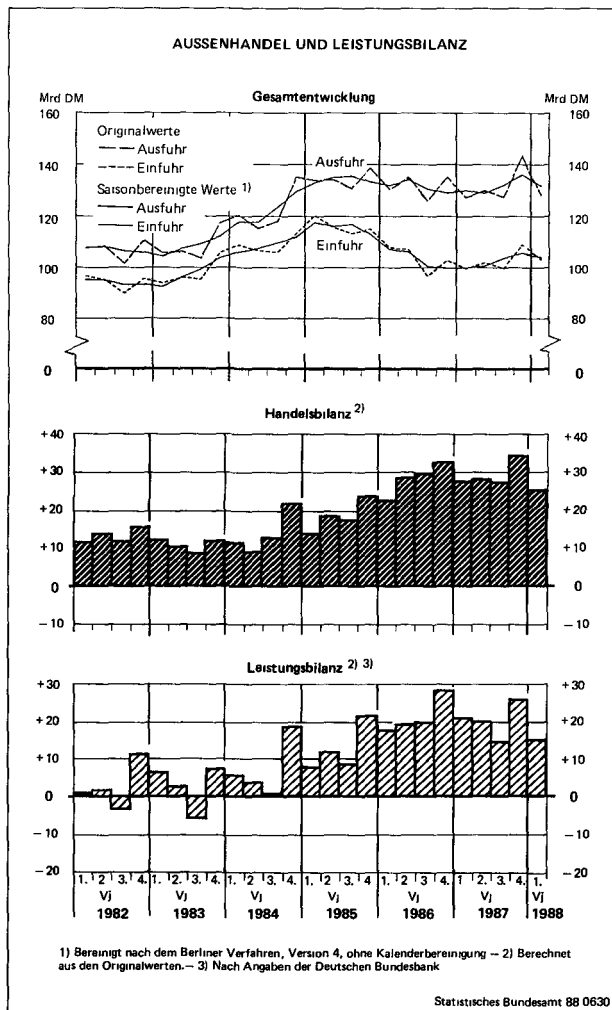 AUSSENHANDEL UND LEISTUNGSBILANZ
Mrd DM Gesamtentwicklung Mrd DM
160 160
Originalwerte
Ausfuhr
Einfuhr
Saisonbereinigte Werte 1)
Ausfuhr
Einfuhr
Ausfuhr
Einfuhr
140 140
120 120
100 100
80 80
0 0
Handelsbilanz 2)
+40 +40
+30 +30
+20 +20
+10 +10
0 0
– 10 – 10
Leistungsbilanz 2) 3)
+30 +30
+20 +20
+10 +10
0 0
– 10 – 10
– 20 – 20
1. 2 3. 4. 1. 2. 3. 4. 1. 2. 3. 4. 1. 2. 3. 4. 1. 2 3. 4. 1 2. 3. 4. 1.
Vj Vj Vj Vj Vj Vj Vj
1982 1983 1984 1985 1986 1987 1988
1) Bereinigt nach dem Berliner Verfahren, Version 4, ohne Kalenderbereinigung – 2) Berechnet
aus den Originalwerten.– 3) Nach Angaben der Deutschen Bundesbank
Statistisches Bundesamt 88 0630